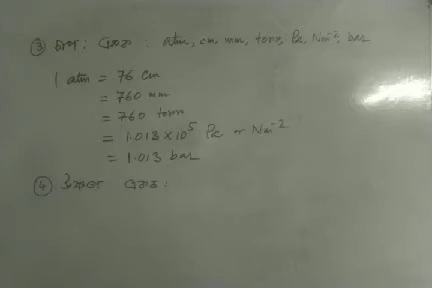 ③ চাপ: একক: atm, cm, mm, torr, Pa, Nm⁻², bar
1 atm = 76 cm
= 760 mm
= 760 torr
= 1.013 × 10⁵ Pa or Nm⁻²
= 1.013 bar
④ একক: